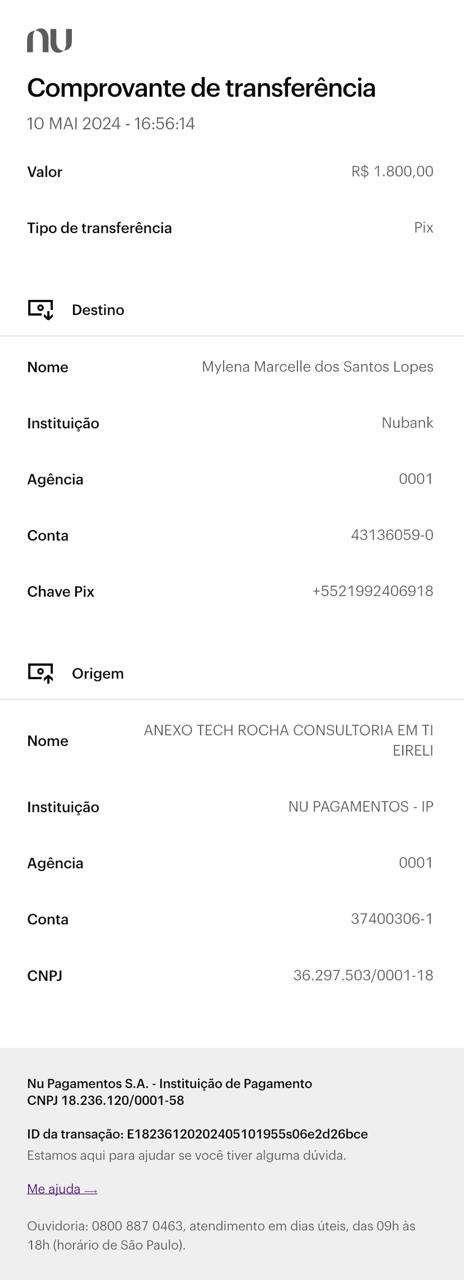 nu
Comprovante de transferência
10 MAI 2024 - 16:56:14
Valor R$ 1.800,00
Tipo de transferência Pix
Destino
Nome Mylena Marcelle dos Santos Lopes
Instituição Nubank
Agência 0001
Conta 43136059-0
Chave Pix +5521992406918
Origem
Nome ANEXO TECH ROCHA CONSULTORIA EM TI
EIRELI
Instituição NU PAGAMENTOS - IP
Agência 0001
Conta 37400306-1
CNPJ 36.297.503/0001-18
Nu Pagamentos S.A. - Instituição de Pagamento
CNPJ 18.236.120/0001-58
ID da transação: E18236120202405101955s06e2d26bce
Estamos aqui para ajudar se você tiver alguma dúvida.
Me ajuda →
Ouvidoria: 0800 887 0463, atendimento em dias úteis, das 09h às
18h (horário de São Paulo).